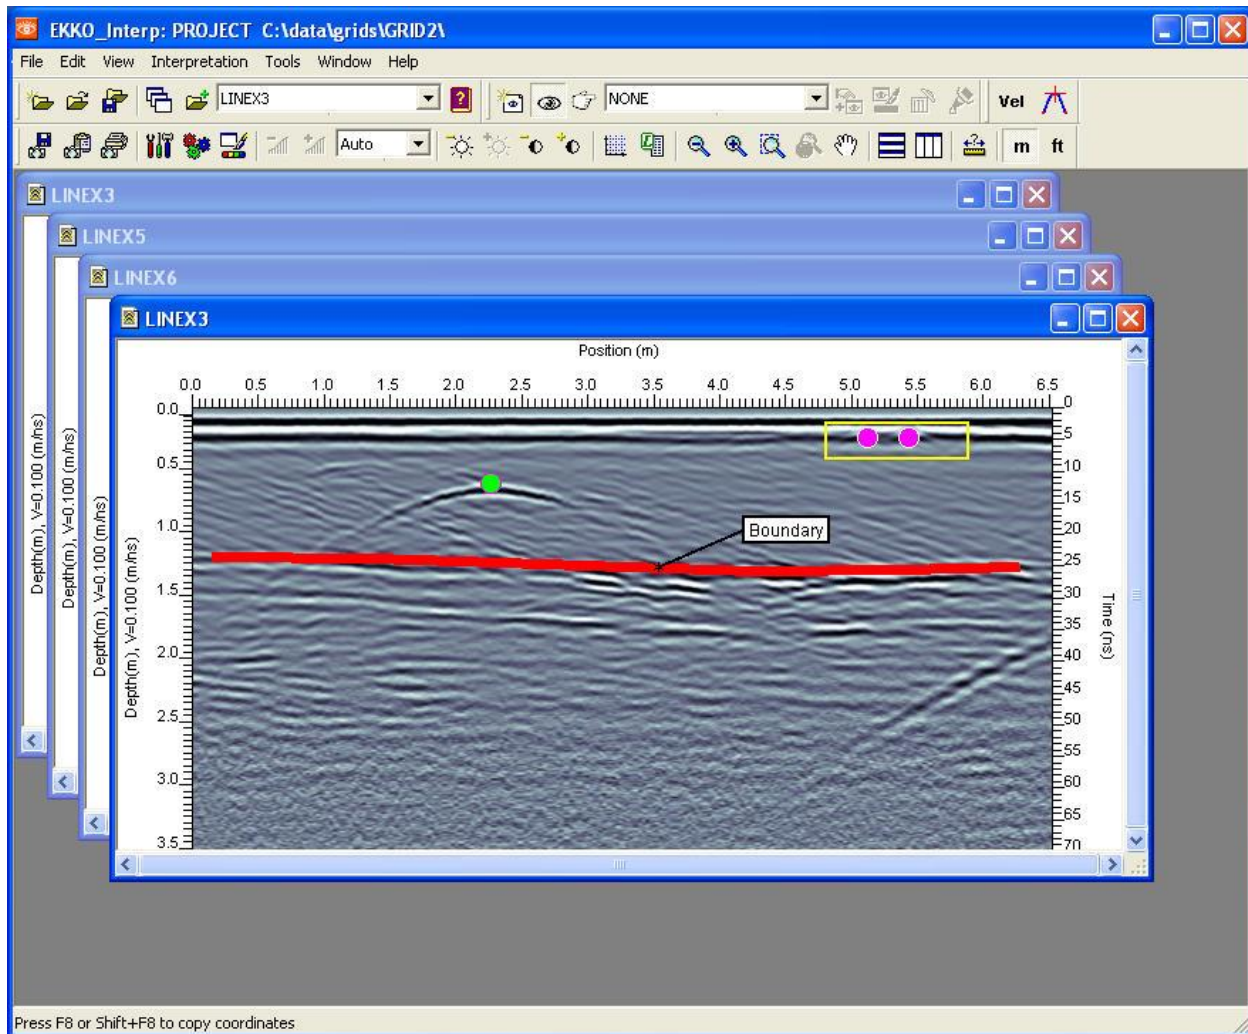 EKKO_Interp: PROJECT C:\data\grids\GRID2\
File Edit View Interpretation Tools Window Help
LINEX3 ? NONE Vel
Auto m ft
LINEX3
LINEX5
LINEX6
LINEX3
Position (m)
0.0 0.5 1.0 1.5 2.0 2.5 3.0 3.5 4.0 4.5 5.0 5.5 6.0 6.5
0.0 0
5
0.5 10
15
1.0 20
Boundary
25
1.5 30
35
2.0 40
45
2.5 50
55
3.0 60
65
3.5 70
Depth(m), V=0.100 (m/ns)
Depth(m), V=0.100 (m/ns)
Depth(m), V=0.100 (m/ns)
Depth(m), V=0.100 (m/ns)
Time (ns)
Press F8 or Shift+F8 to copy coordinates